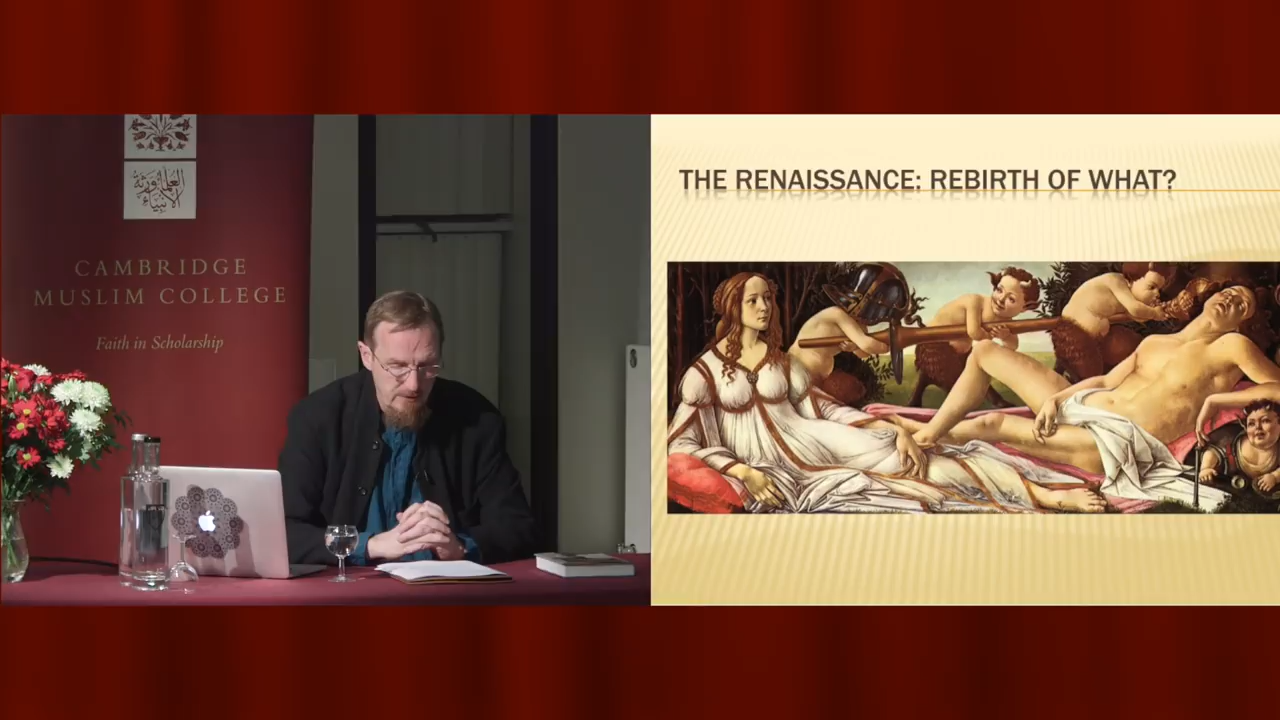 العلماء ورثة
الأنبياء
CAMBRIDGE
MUSLIM COLLEGE
Faith in Scholarship
THE RENAISSANCE: REBIRTH OF WHAT?